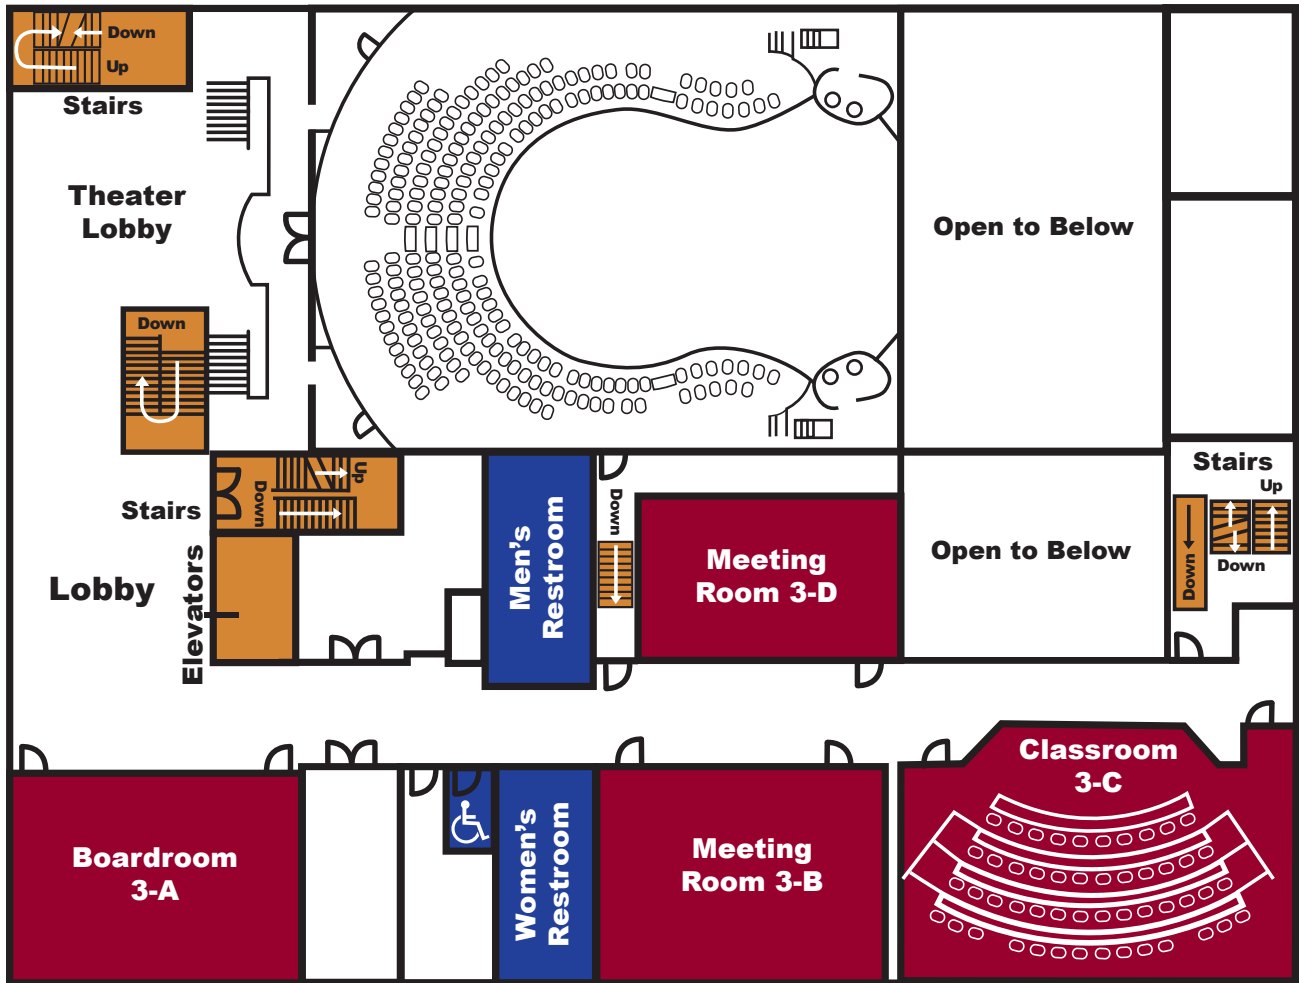 Down
Up
Stairs
Theater
Lobby
Open to Below
Down
Stairs
Up
Down
Stairs
Up
Down
Down
Down
Men's
Restroom
Meeting
Room 3-D
Open to Below
Lobby
Elevators
Classroom
3-C
Boardroom
3-A
Women's
Restroom
Meeting
Room 3-B